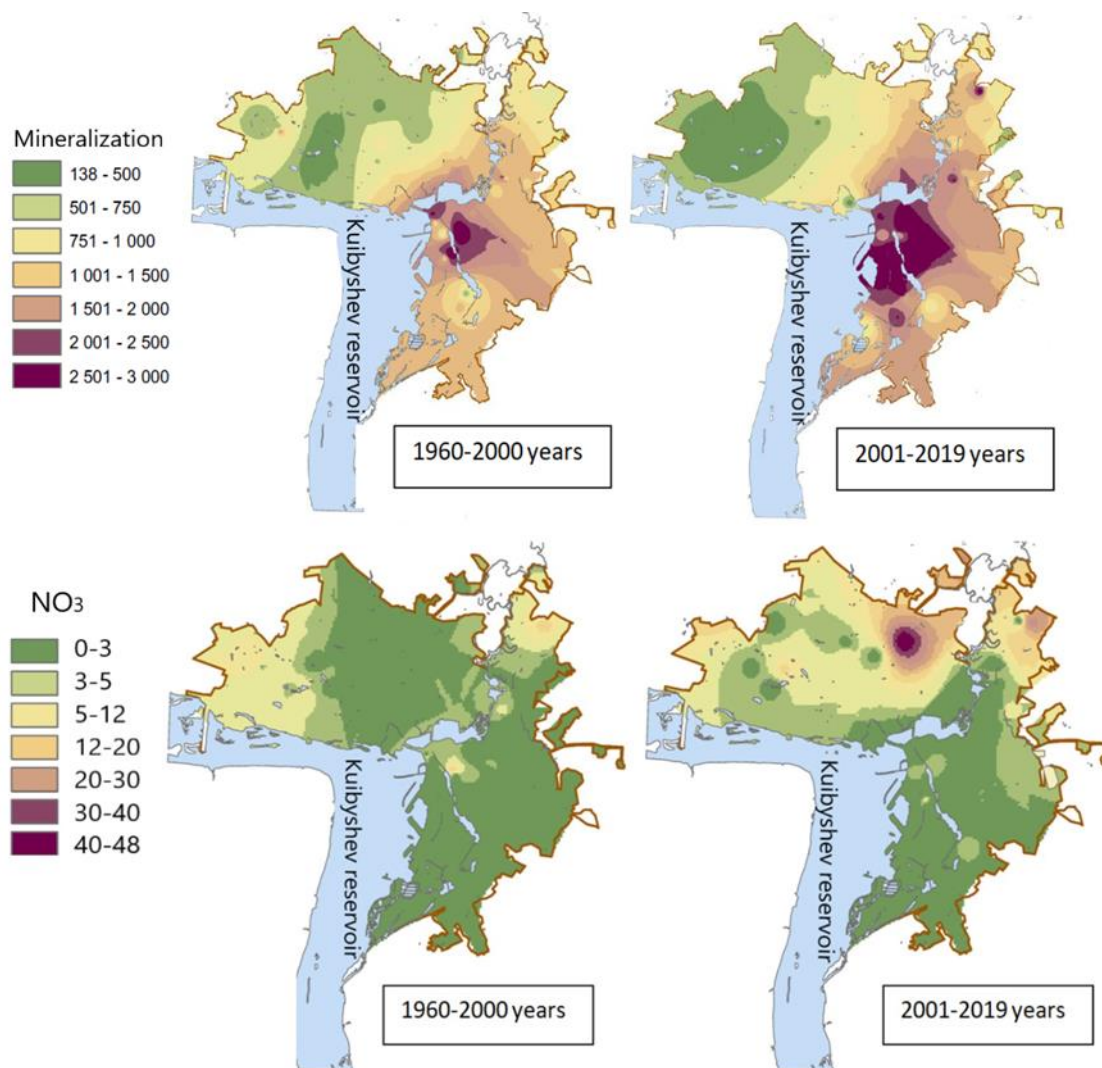 Mineralization
138 - 500
501 - 750
751 - 1 000
1 001 - 1 500
1 501 - 2 000
2 001 - 2 500
2 501 - 3 000
Kuibyshev reservoir
1960-2000 years
Kuibyshev reservoir
2001-2019 years
NO3
0-3
3-5
5-12
12-20
20-30
30-40
40-48
Kuibyshev reservoir
1960-2000 years
Kuibyshev reservoir
2001-2019 years